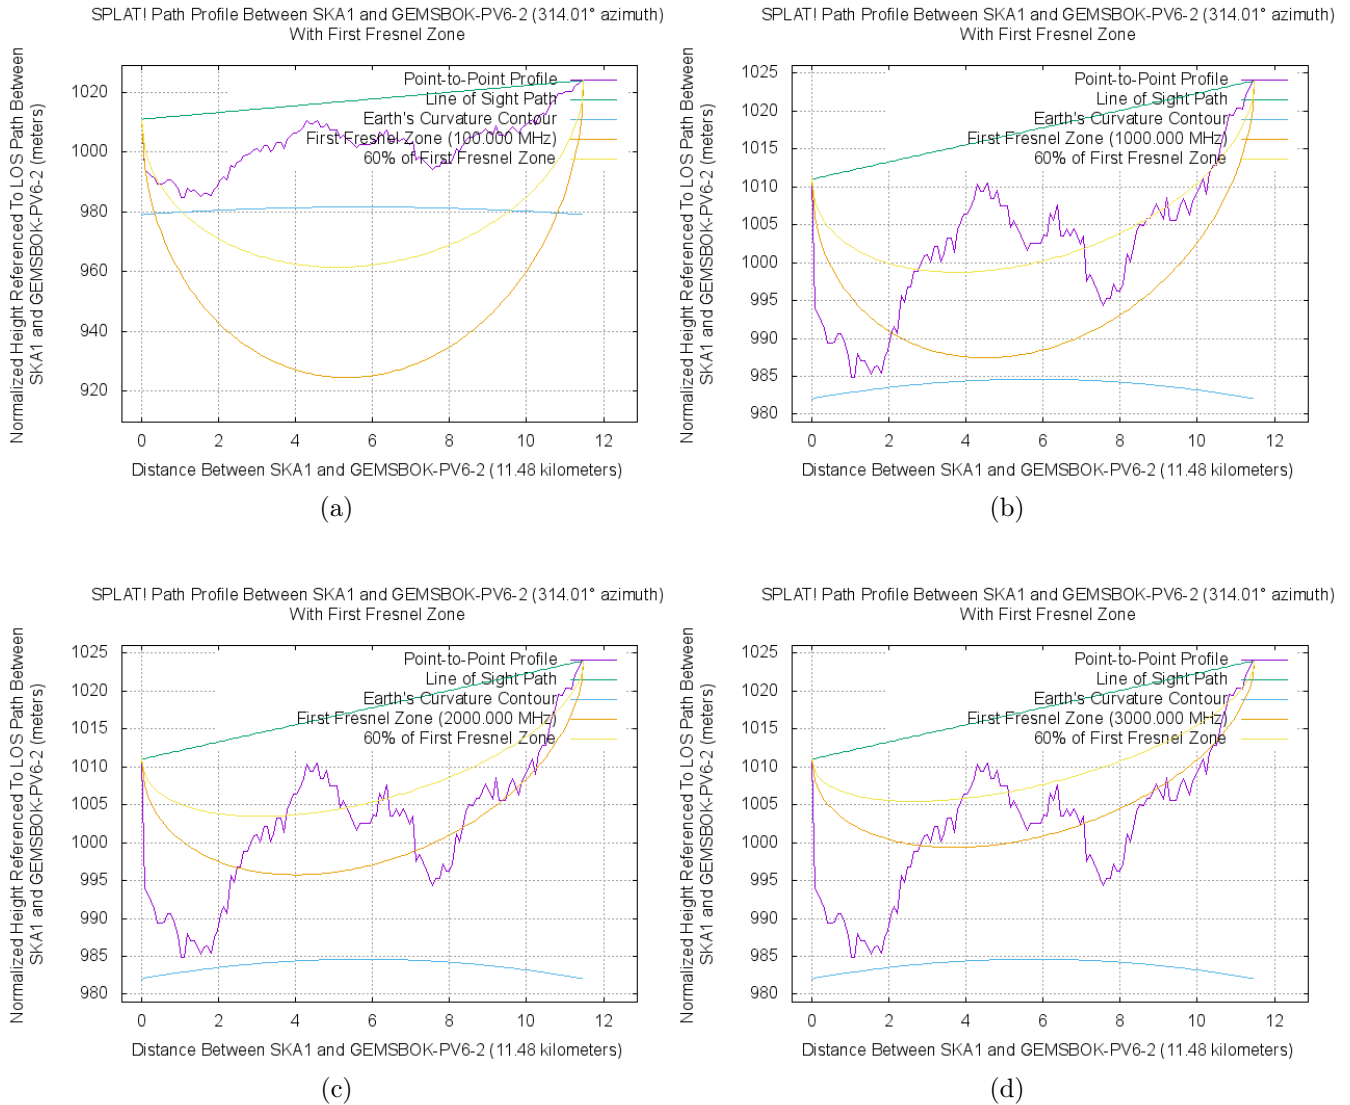 SPLAT! Path Profile Between SKA1 and GEMSBOK-PV6-2 (314.01° azimuth)
With First Fresnel Zone
Normalized Height Referenced To LOS Path Between
SKA1 and GEMSBOK-PV6-2 (meters)
1020
1000
980
960
940
920
Point-to-Point Profile
Line of Sight Path
Earth's Curvature Contour
First Fresnel Zone (100.000 MHz)
60% of First Fresnel Zone
0 2 4 6 8 10 12
Distance Between SKA1 and GEMSBOK-PV6-2 (11.48 kilometers)
(a)
SPLAT! Path Profile Between SKA1 and GEMSBOK-PV6-2 (314.01° azimuth)
With First Fresnel Zone
Normalized Height Referenced To LOS Path Between
SKA1 and GEMSBOK-PV6-2 (meters)
1025
1020
1015
1010
1005
1000
995
990
985
980
Point-to-Point Profile
Line of Sight Path
Earth's Curvature Contour
First Fresnel Zone (1000.000 MHz)
60% of First Fresnel Zone
0 2 4 6 8 10 12
Distance Between SKA1 and GEMSBOK-PV6-2 (11.48 kilometers)
(b)
SPLAT! Path Profile Between SKA1 and GEMSBOK-PV6-2 (314.01° azimuth)
With First Fresnel Zone
Normalized Height Referenced To LOS Path Between
SKA1 and GEMSBOK-PV6-2 (meters)
1025
1020
1015
1010
1005
1000
995
990
985
980
Point-to-Point Profile
Line of Sight Path
Earth's Curvature Contour
First Fresnel Zone (2000.000 MHz)
60% of First Fresnel Zone
0 2 4 6 8 10 12
Distance Between SKA1 and GEMSBOK-PV6-2 (11.48 kilometers)
(c)
SPLAT! Path Profile Between SKA1 and GEMSBOK-PV6-2 (314.01° azimuth)
With First Fresnel Zone
Normalized Height Referenced To LOS Path Between
SKA1 and GEMSBOK-PV6-2 (meters)
1025
1020
1015
1010
1005
1000
995
990
985
980
Point-to-Point Profile
Line of Sight Path
Earth's Curvature Contour
First Fresnel Zone (3000.000 MHz)
60% of First Fresnel Zone
0 2 4 6 8 10 12
Distance Between SKA1 and GEMSBOK-PV6-2 (11.48 kilometers)
(d)